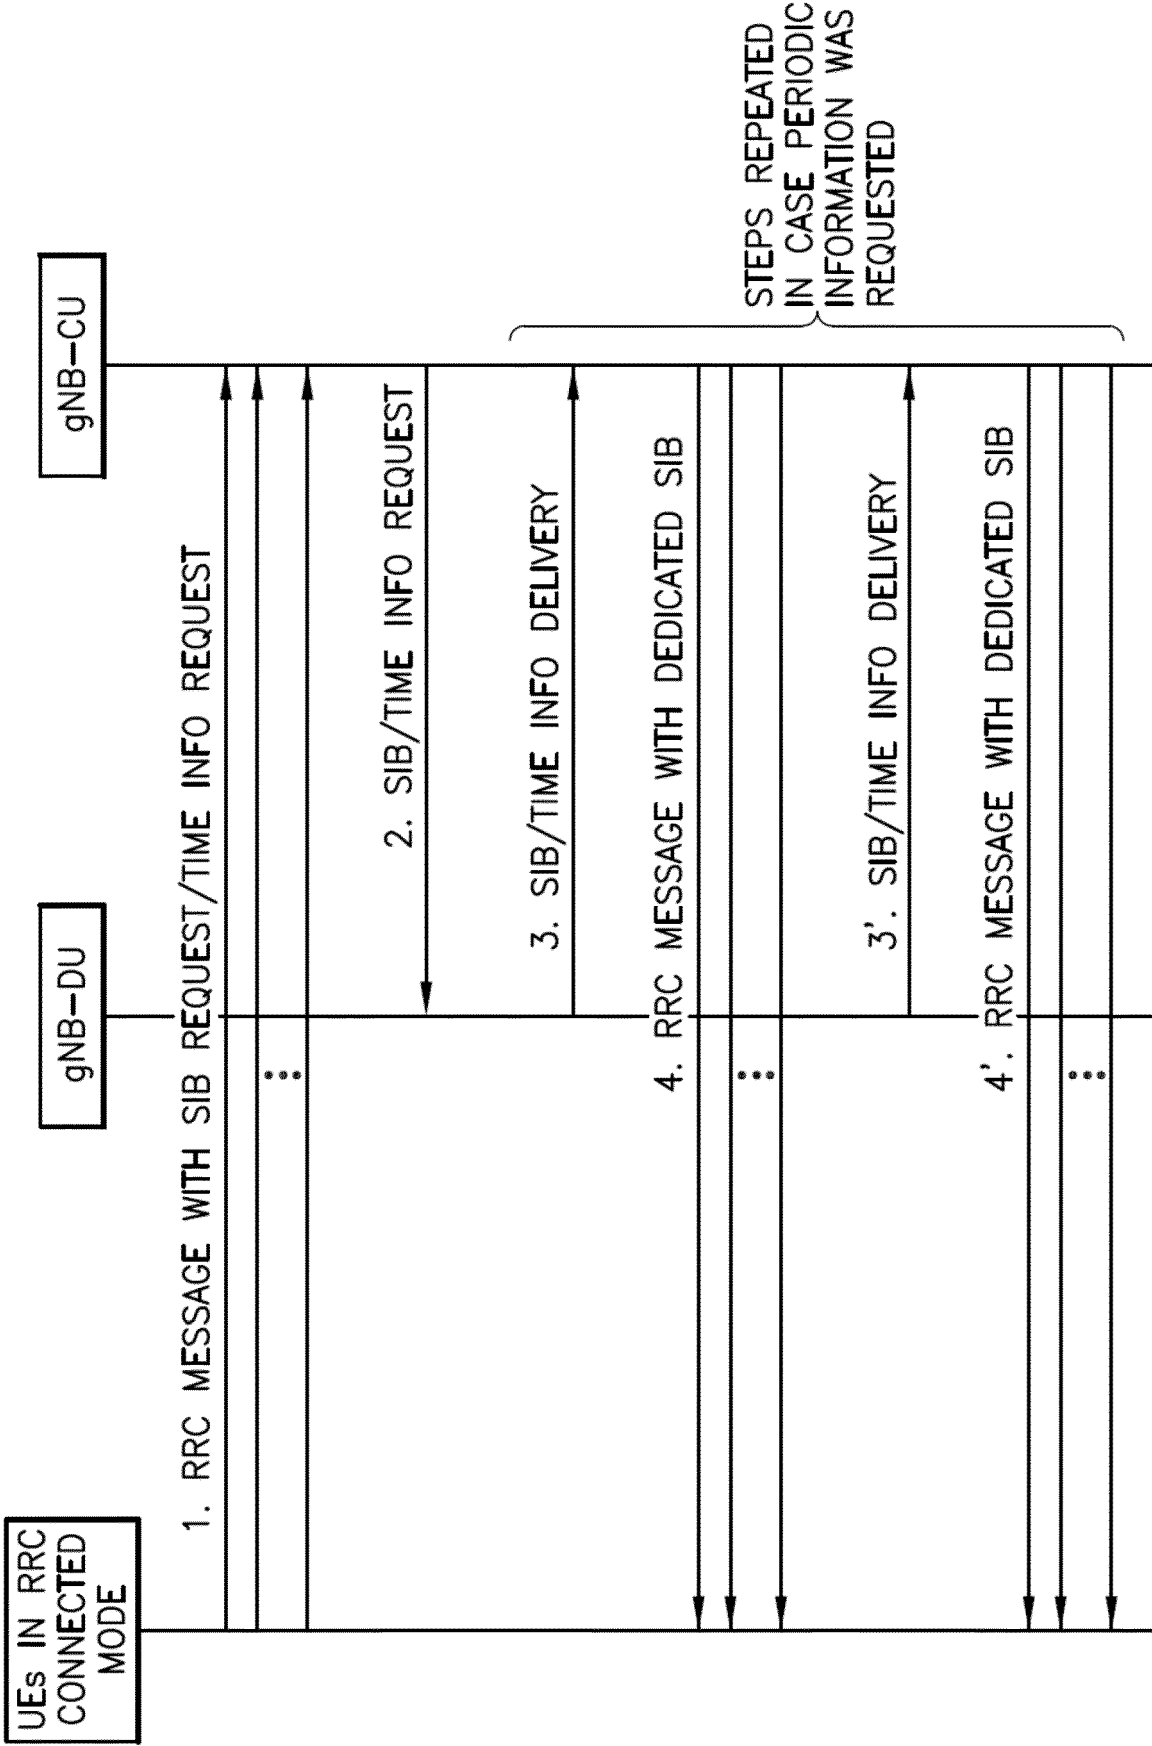 UEs IN RRC
CONNECTED
MODE
gNB-DU
gNB-CU
1. RRC MESSAGE WITH SIB REQUEST/TIME INFO REQUEST
2. SIB/TIME INFO REQUEST
3. SIB/TIME INFO DELIVERY
4. RRC MESSAGE WITH DEDICATED SIB
3'. SIB/TIME INFO DELIVERY
4'. RRC MESSAGE WITH DEDICATED SIB
STEPS REPEATED
IN CASE PERIODIC
INFORMATION WAS
REQUESTED